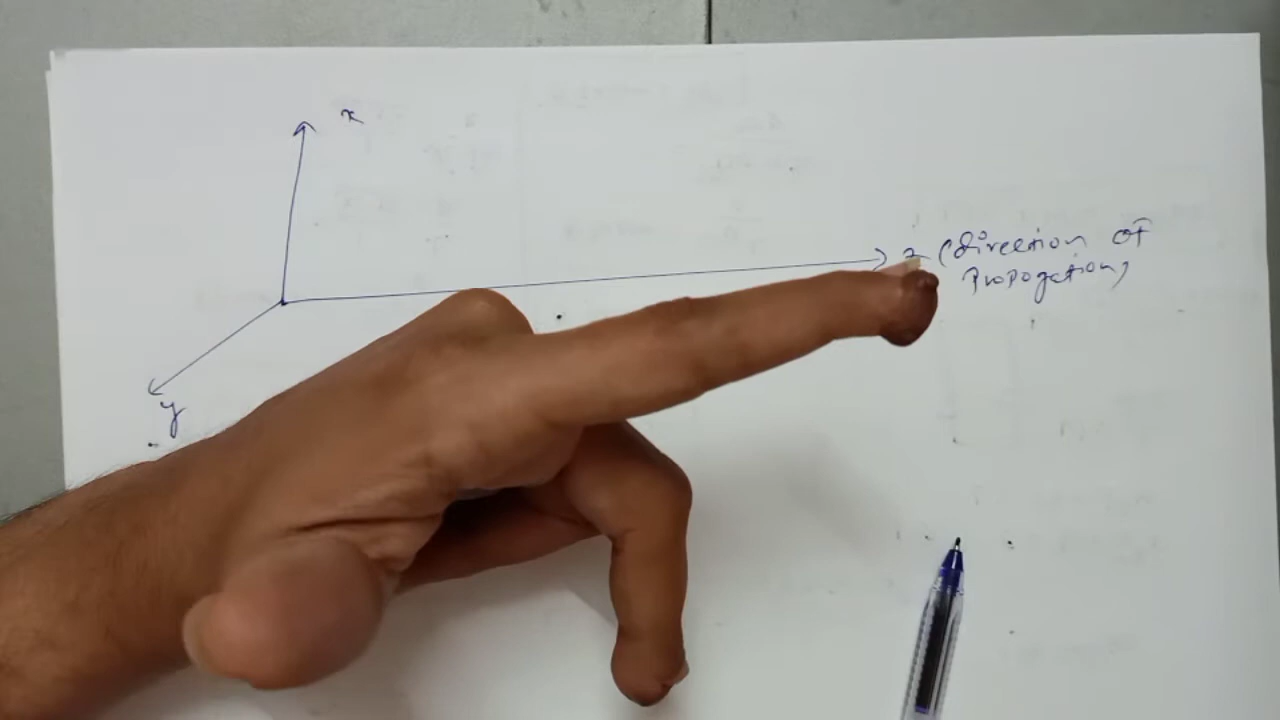 x
z (direction of
propogation)
y